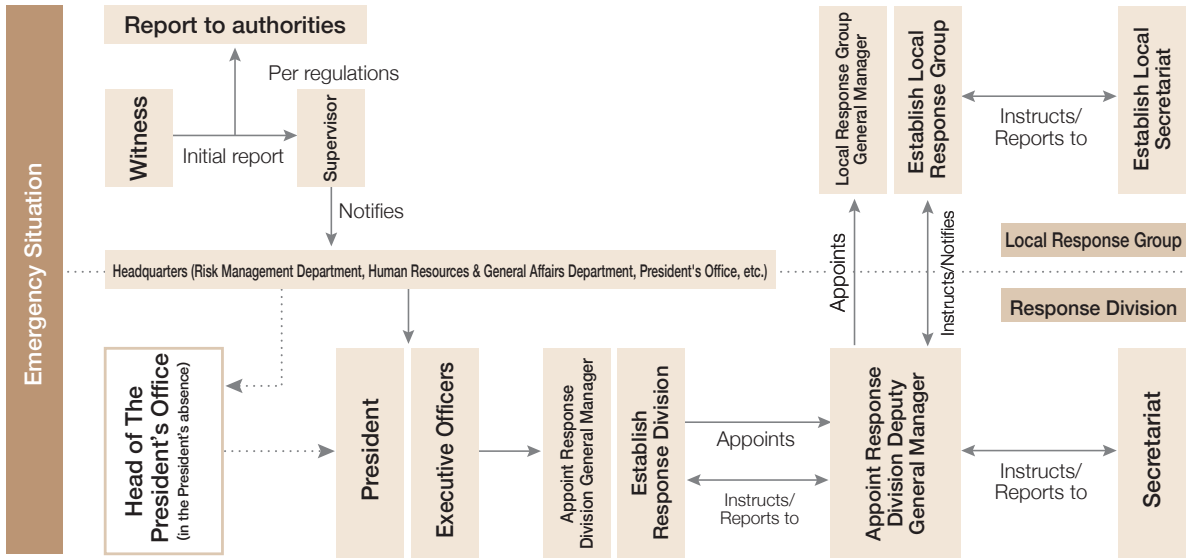 Emergency Situation
Report to authorities
Per regulations
Witness
Initial report
Supervisor
Notifies
Headquarters (Risk Management Department, Human Resources & General Affairs Department, President's Office, etc.)
Head of The
President's Office
(in the President's absence)
President
Executive Officers
Appoint Response
Division General Manager
Establish
Response Division
Appoints
Instructs/
Reports to
Appoint Response
Division Deputy
General Manager
Appoints
Instructs/Notifies
Local Response Group
General Manager
Establish Local
Response Group
Instructs/
Reports to
Establish Local
Secretariat
Local Response Group
Response Division
Instructs/
Reports to
Secretariat